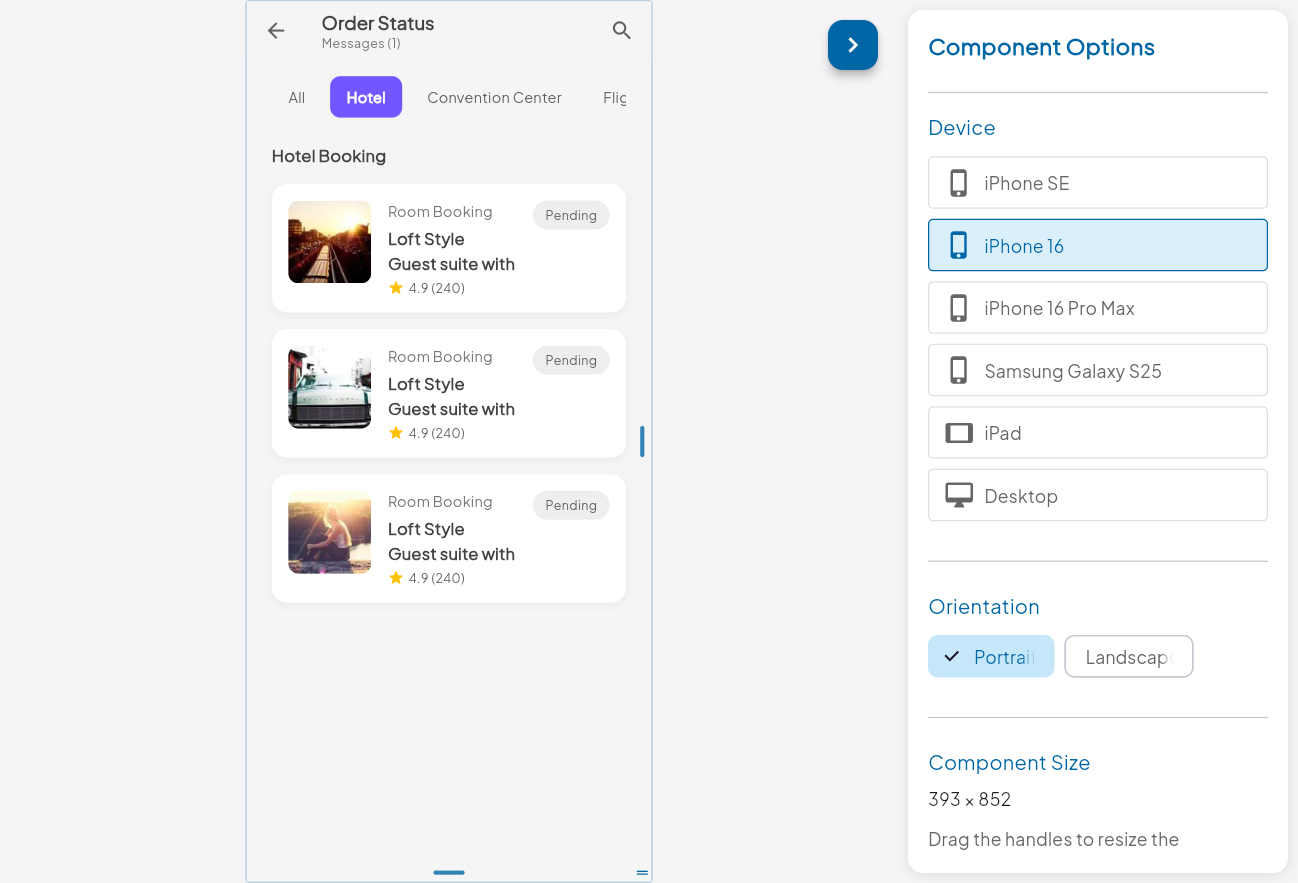 Order Status
Messages (1)
All
Hotel
Convention Center
Flig
Hotel Booking
Room Booking
Pending
Loft Style
Guest suite with
4.9 (240)
Room Booking
Pending
Loft Style
Guest suite with
4.9 (240)
Room Booking
Pending
Loft Style
Guest suite with
4.9 (240)
Component Options
Device
iPhone SE
iPhone 16
iPhone 16 Pro Max
Samsung Galaxy S25
iPad
Desktop
Orientation
Portrait
Landscape
Component Size
393 × 852
Drag the handles to resize the